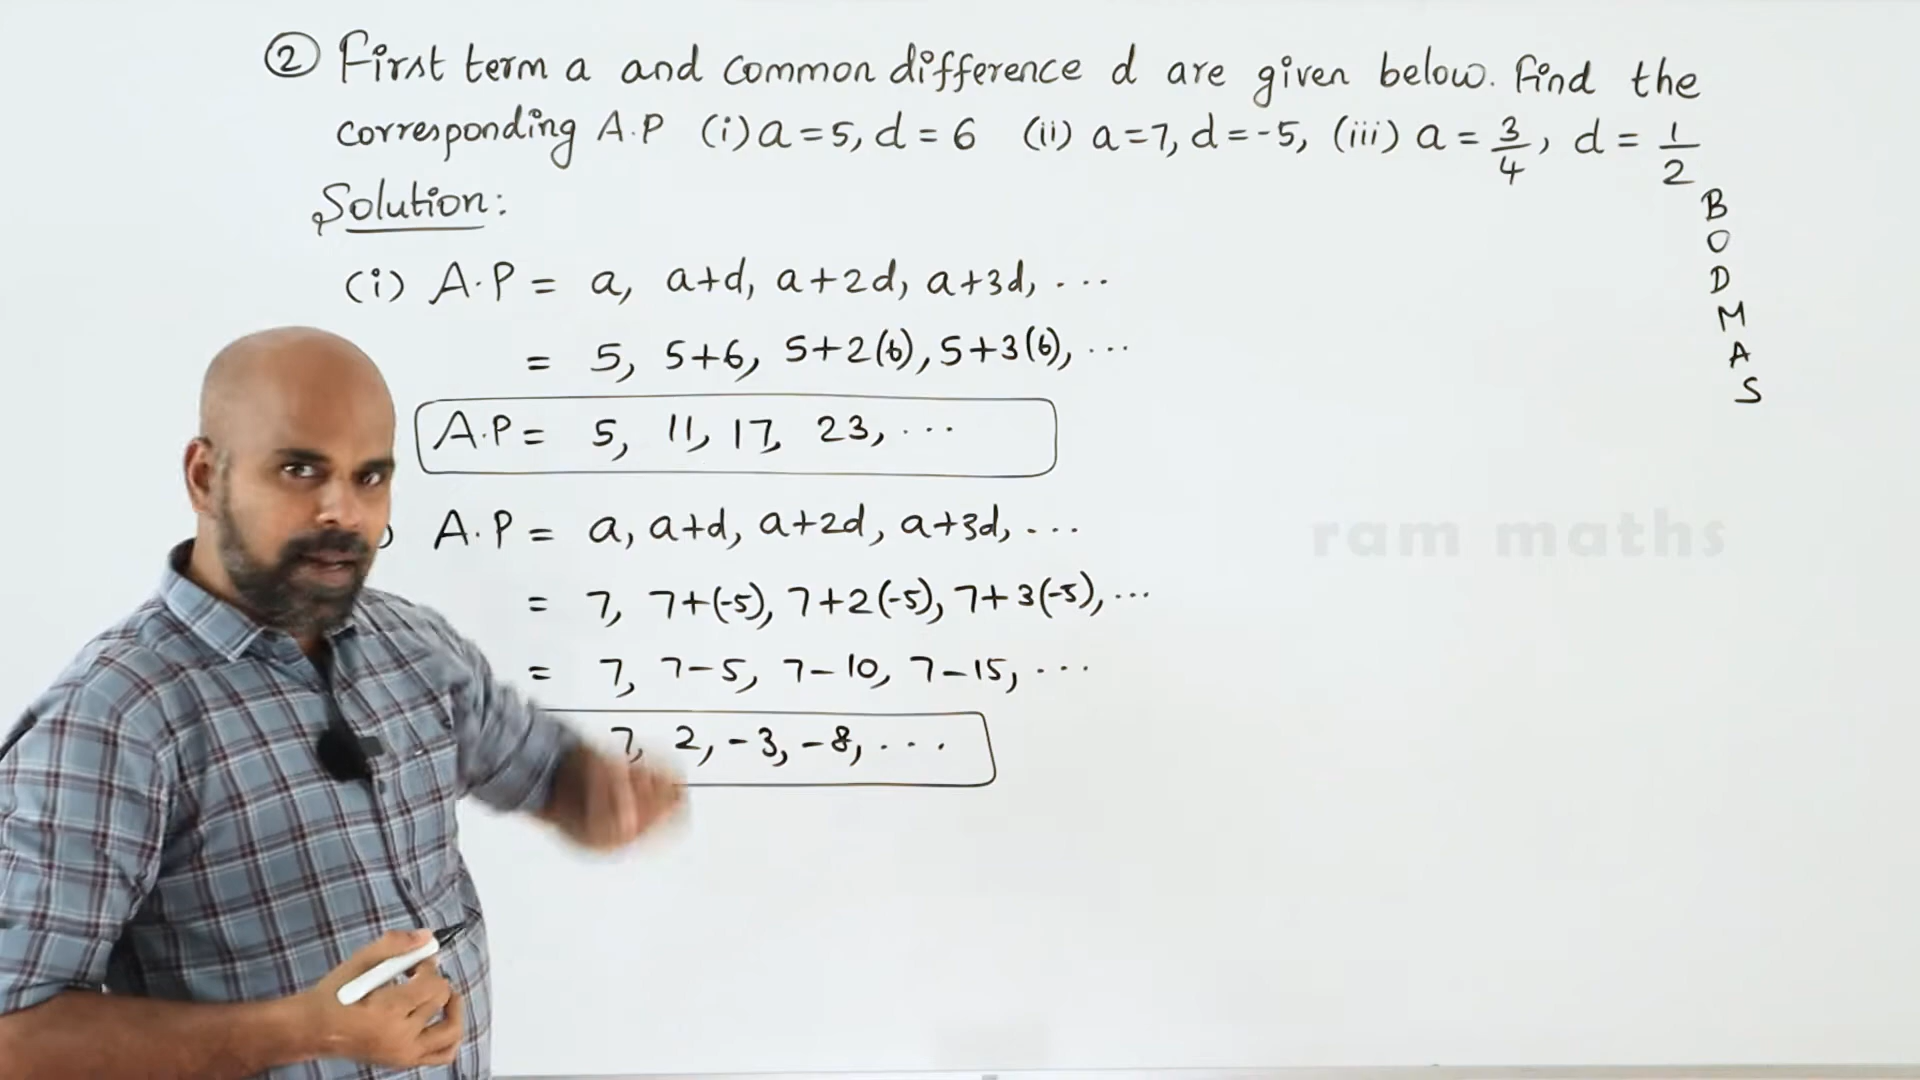 ② First term a and common difference d are given below. Find the
corresponding A.P (i) a = 5, d = 6 (ii) a=7, d = -5, (iii) a = 3/4, d = 1/2
Solution:
B
O
D
M
A
S
(i) A.P = a, a+d, a+2d, a+3d, ...
= 5, 5+6, 5+2(6), 5+3(6), ...
A.P = 5, 11, 17, 23, ...
) A.P = a, a+d, a+2d, a+3d, ...
= 7, 7+(-5), 7+2(-5), 7+3(-5), ...
= 7, 7-5, 7-10, 7-15, ...
7, 2, -3, -8, ...
ram maths